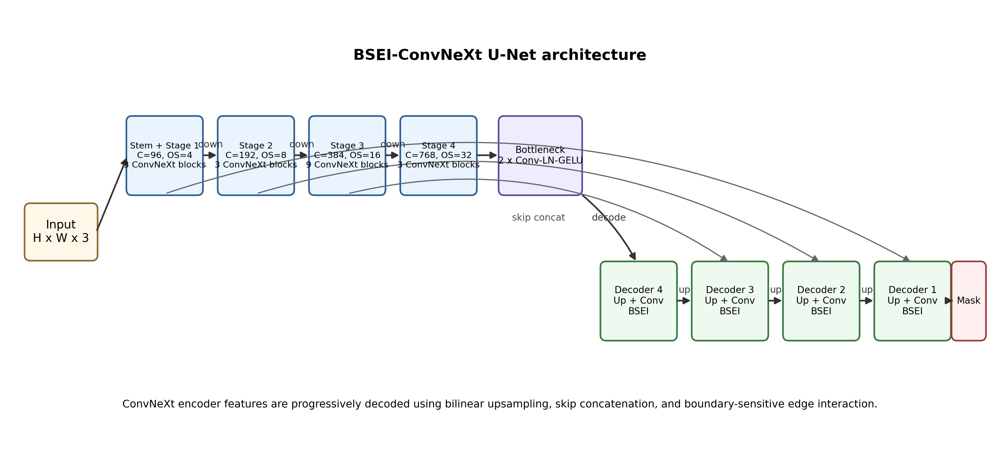 BSEI-ConvNeXt U-Net architecture
Stem + Stage 1
C=96, OS=4
3 ConvNeXt blocks
down
Stage 2
C=192, OS=8
3 ConvNeXt blocks
down
Stage 3
C=384, OS=16
9 ConvNeXt blocks
down
Stage 4
C=768, OS=32
3 ConvNeXt blocks
Bottleneck
2 x Conv-LN-GELU
Input
H x W x 3
skip concat
decode
Decoder 4
Up + Conv
BSEI
up
Decoder 3
Up + Conv
BSEI
up
Decoder 2
Up + Conv
BSEI
up
Decoder 1
Up + Conv
BSEI
Mask
ConvNeXt encoder features are progressively decoded using bilinear upsampling, skip concatenation, and boundary-sensitive edge interaction.